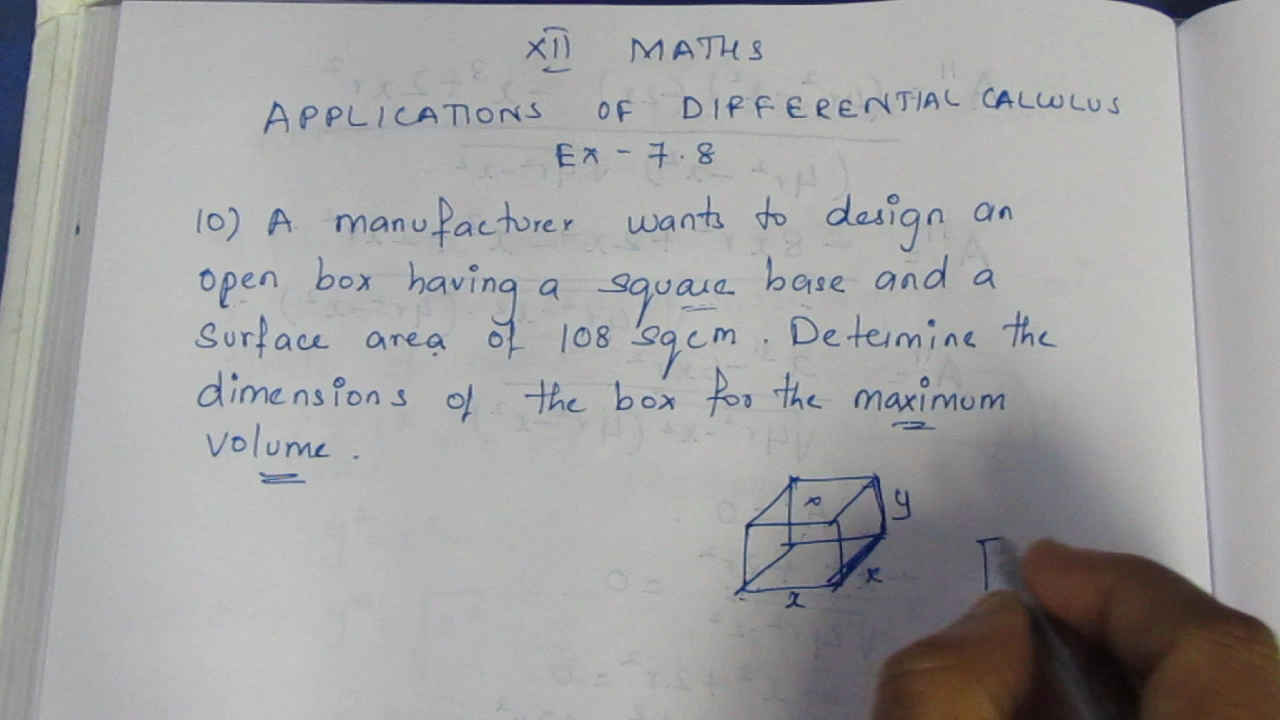 XII MATHS
APPLICATIONS OF DIFFERENTIAL CALCULUS
Ex - 7.8
10) A manufacturer wants to design an
open box having a square base and a
surface area of 108 sqcm. Determine the
dimensions of the box for the maximum
volume.
y
x
x